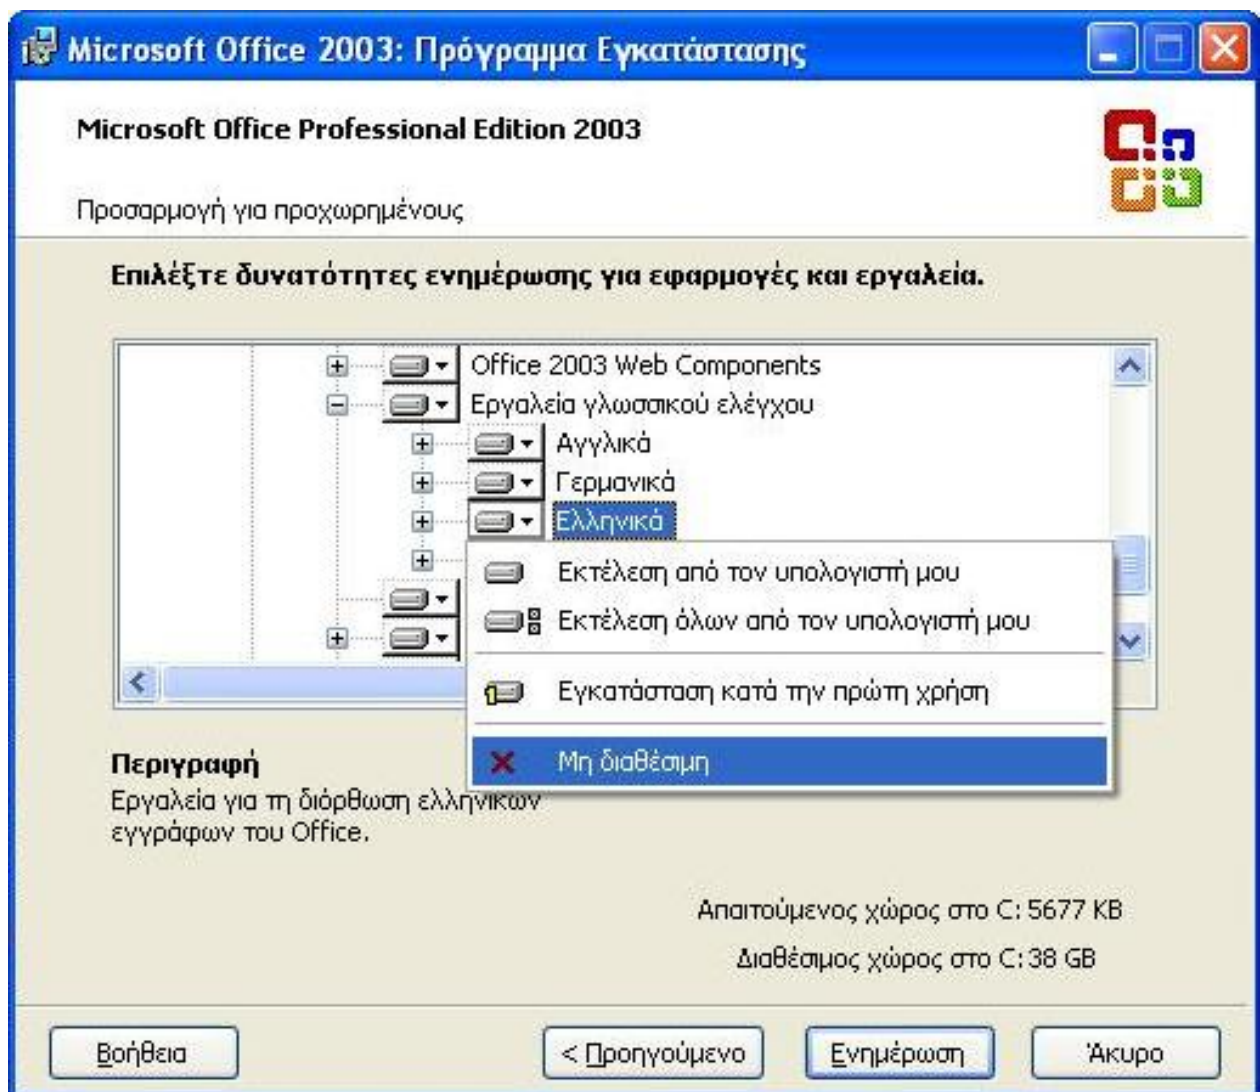 Microsoft Office 2003: Πρόγραμμα Εγκατάστασης
Microsoft Office Professional Edition 2003
Προσαρμογή για προχωρημένους
Επιλέξτε δυνατότητες ενημέρωσης για εφαρμογές και εργαλεία.
Office 2003 Web Components
Εργαλεία γλωσσικού ελέγχου
Αγγλικά
Γερμανικά
Ελληνικά
Εκτέλεση από τον υπολογιστή μου
Εκτέλεση όλων από τον υπολογιστή μου
Εγκατάσταση κατά την πρώτη χρήση
Μη διαθέσιμη
Περιγραφή
Εργαλεία για τη διόρθωση ελληνικών
εγγράφων του Office.
Απαιτούμενος χώρος στο C: 5677 KB
Διαθέσιμος χώρος στο C: 38 GB
Βοήθεια
< Προηγούμενο
Ενημέρωση
Άκυρο